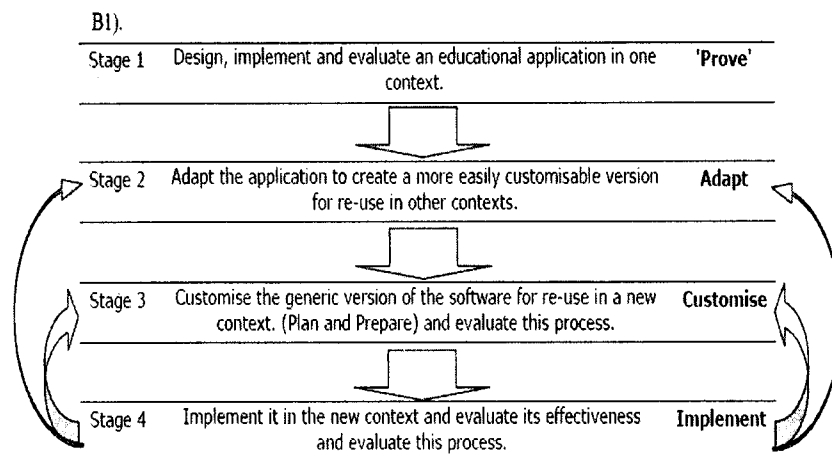 B1).
Stage 1 Design, implement and evaluate an educational application in one 'Prove'
context.
Stage 2 Adapt the application to create a more easily customisable version Adapt
for re-use in other contexts.
Stage 3 Customise the generic version of the software for re-use in a new Customise
context. (Plan and Prepare) and evaluate this process.
Stage 4 Implement it in the new context and evaluate its effectiveness Implement
and evaluate this process.